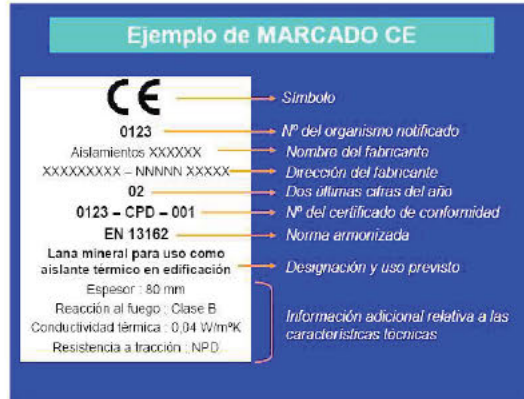 Ejemplo de MARCADO CE
CE
Símbolo
0123
Nº del organismo notificado
Aislamientos XXXXXX
Nombre del fabricante
XXXXXXXXX – NNNNN XXXXX
Dirección del fabricante
02
Dos últimas cifras del año
0123 – CPD – 001
Nº del certificado de conformidad
EN 13162
Norma armonizada
Lana mineral para uso como
aislante térmico en edificación
Designación y uso previsto
Espesor : 80 mm
Reacción al fuego : Clase B
Conductividad térmica : 0,04 W/mºK
Resistencia a tracción : NPD
Información adicional relativa a las
características técnicas